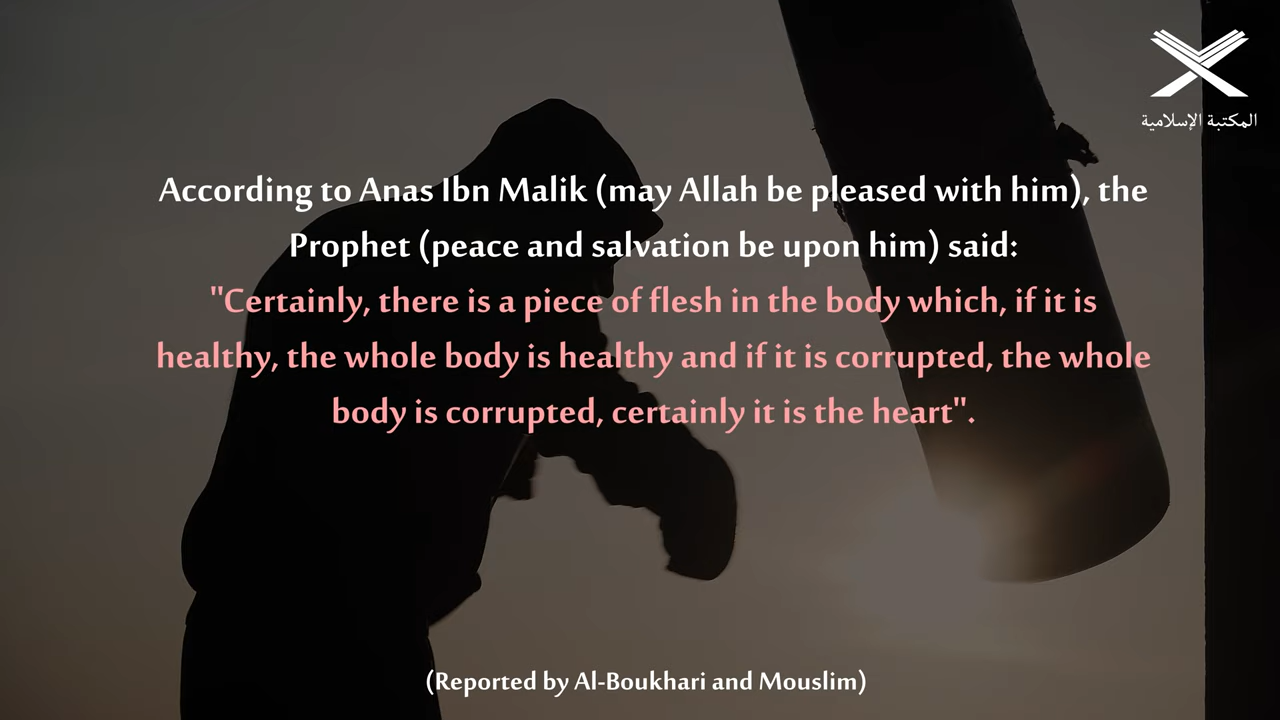 المكتبة الإسلامية
According to Anas Ibn Malik (may Allah be pleased with him), the
Prophet (peace and salvation be upon him) said:
"Certainly, there is a piece of flesh in the body which, if it is
healthy, the whole body is healthy and if it is corrupted, the whole
body is corrupted, certainly it is the heart".
(Reported by Al-Boukhari and Mouslim)